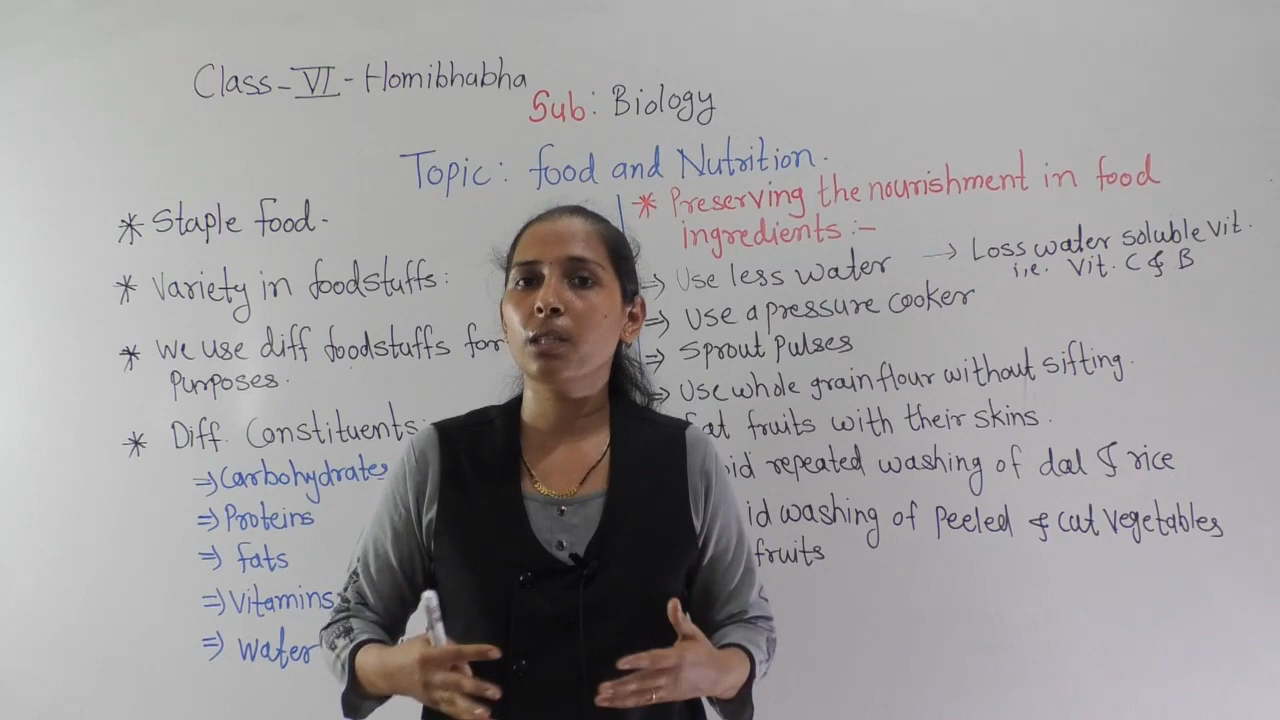 Class - VI - Homibhabha
Sub: Biology
Topic: food and Nutrition.
* Staple food.
* Variety in foodstuffs:
* We use diff foodstuffs for
purposes.
* Diff. Constituents:
⇒ Carbohydrates
⇒ Proteins
⇒ fats
⇒ Vitamins
⇒ water
* Preserving the nourishment in food
ingredients :-
⇒ Use less water → Loss water soluble vit.
i.e. Vit. C & B
⇒ Use a pressure cooker
⇒ Sprout pulses
⇒ Use whole grain flour without sifting.
Eat fruits with their skins.
id repeated washing of dal & rice
id washing of peeled & cut vegetables
fruits